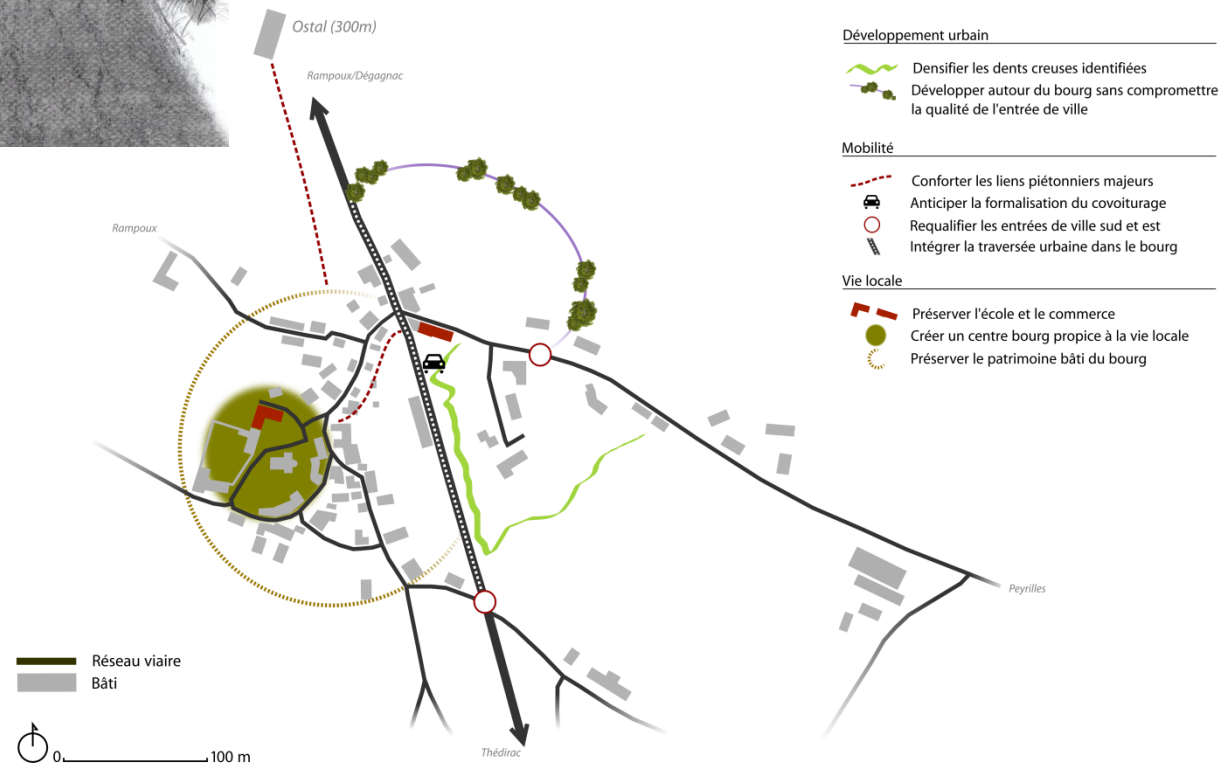 Ostal (300m)
Rampoux/Dégagnac
Rampoux
Peyrilles
Thédirac
Développement urbain
Densifier les dents creuses identifiées
Développer autour du bourg sans compromettre
la qualité de l'entrée de ville
Mobilité
Conforter les liens piétonniers majeurs
Anticiper la formalisation du covoiturage
Requalifier les entrées de ville sud et est
Intégrer la traversée urbaine dans le bourg
Vie locale
Préserver l'école et le commerce
Créer un centre bourg propice à la vie locale
Préserver le patrimoine bâti du bourg
Réseau viaire
Bâti
0 100 m